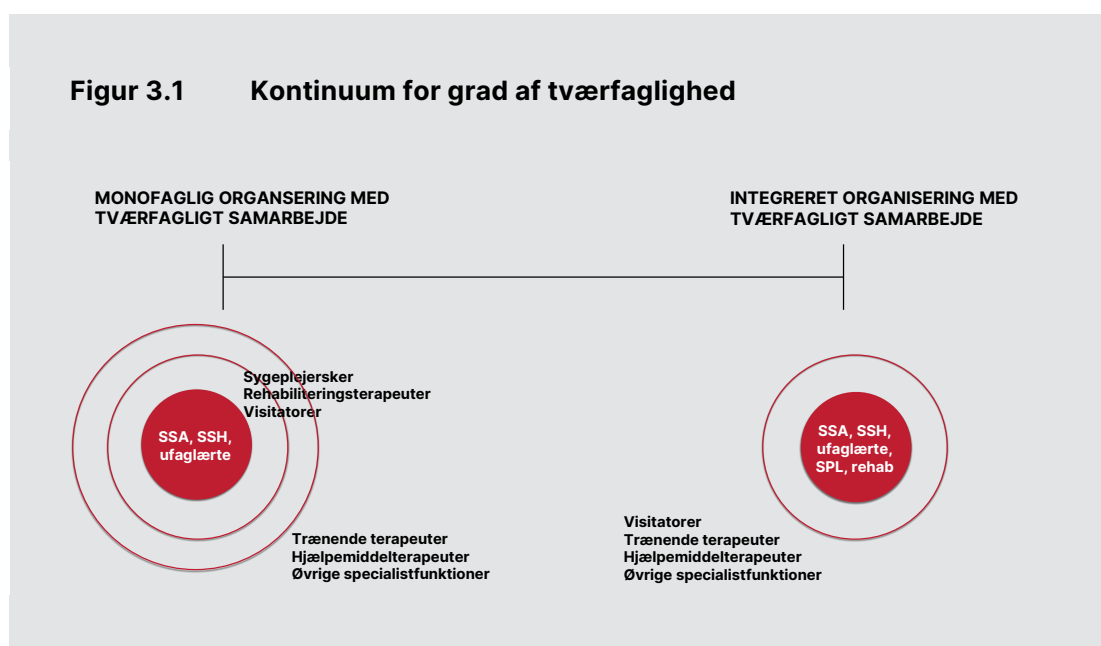 Figur 3.1 Kontinuum for grad af tværfaglighed
MONOFAGLIG ORGANSERING MED
TVÆRFAGLIGT SAMARBEJDE
INTEGRERET ORGANISERING MED
TVÆRFAGLIGT SAMARBEJDE
Sygeplejersker
Rehabiliteringsterapeuter
Visitatorer
SSA, SSH,
ufaglærte
Trænende terapeuter
Hjælpemiddelterapeuter
Øvrige specialistfunktioner
SSA, SSH,
ufaglærte,
SPL, rehab
Visitatorer
Trænende terapeuter
Hjælpemiddelterapeuter
Øvrige specialistfunktioner